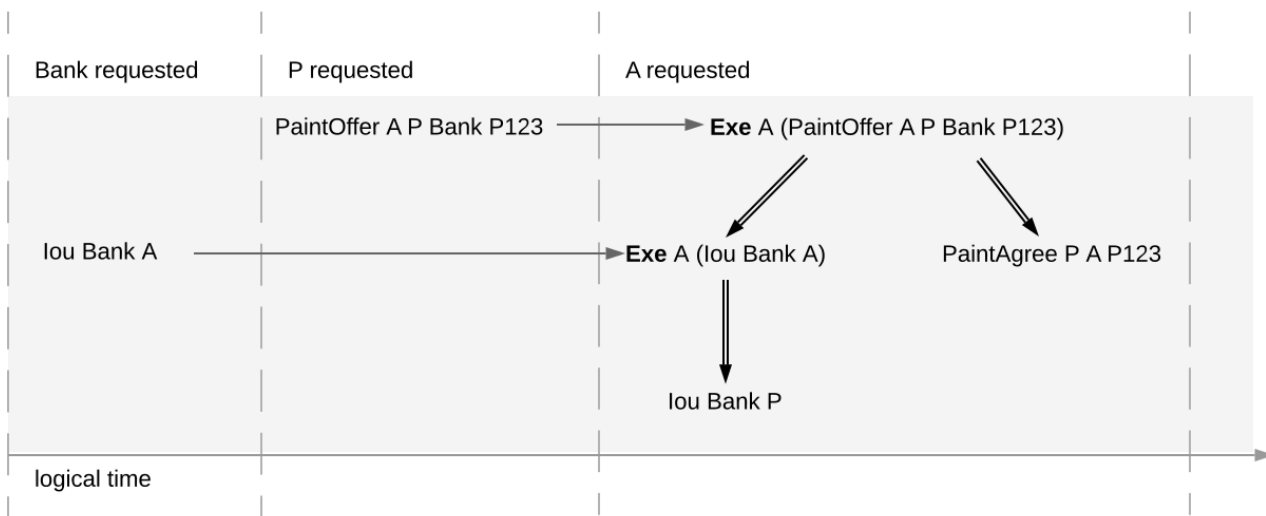 Bank requested
P requested
A requested
PaintOffer A P Bank P123
Exe A (PaintOffer A P Bank P123)
Iou Bank A
Exe A (Iou Bank A)
PaintAgree P A P123
Iou Bank P
logical time